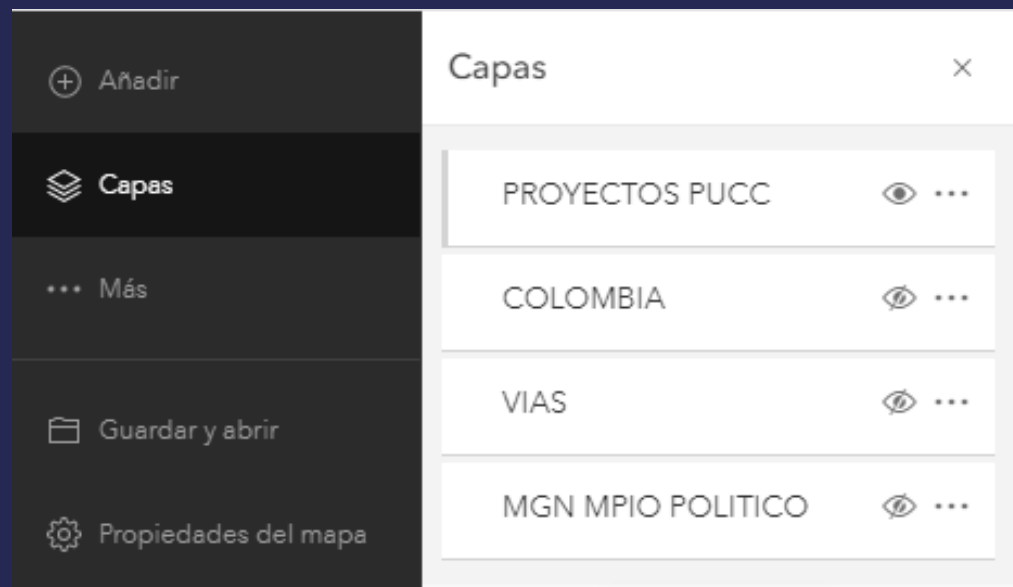 Añadir
Capas
Más
Guardar y abrir
Propiedades del mapa
Capas
PROYECTOS PUCC
COLOMBIA
VIAS
MGN MPIO POLITICO